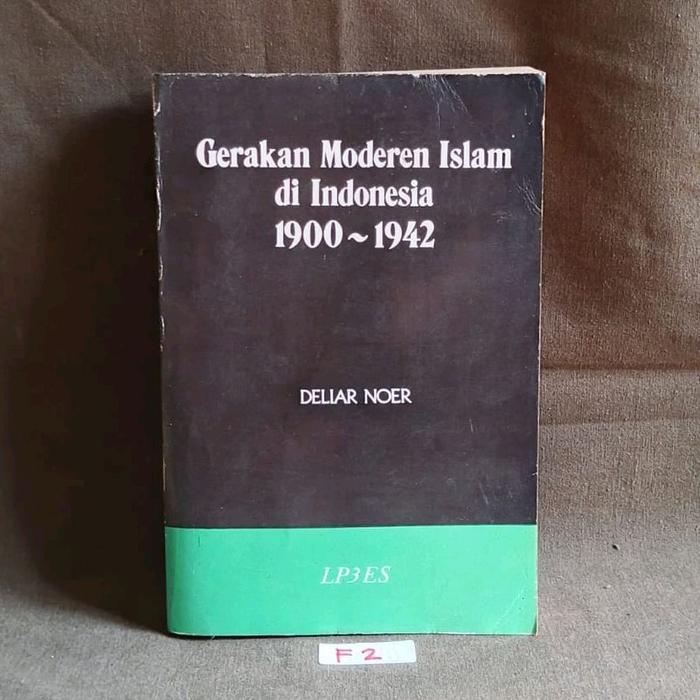 Gerakan Moderen Islam
di Indonesia
1900~1942
DELIAR NOER
LP3ES
F2